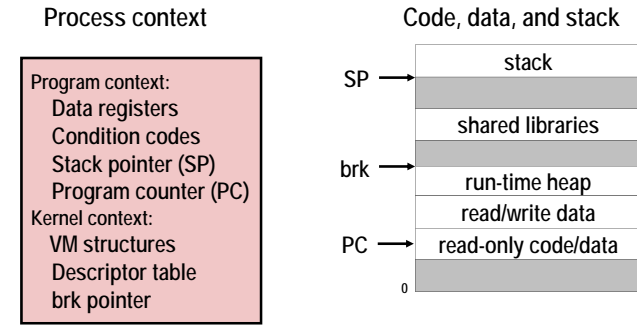 Process context
Program context:
Data registers
Condition codes
Stack pointer (SP)
Program counter (PC)
Kernel context:
VM structures
Descriptor table
brk pointer
Code, data, and stack
stack
SP
shared libraries
brk
run-time heap
read/write data
PC
read-only code/data
0